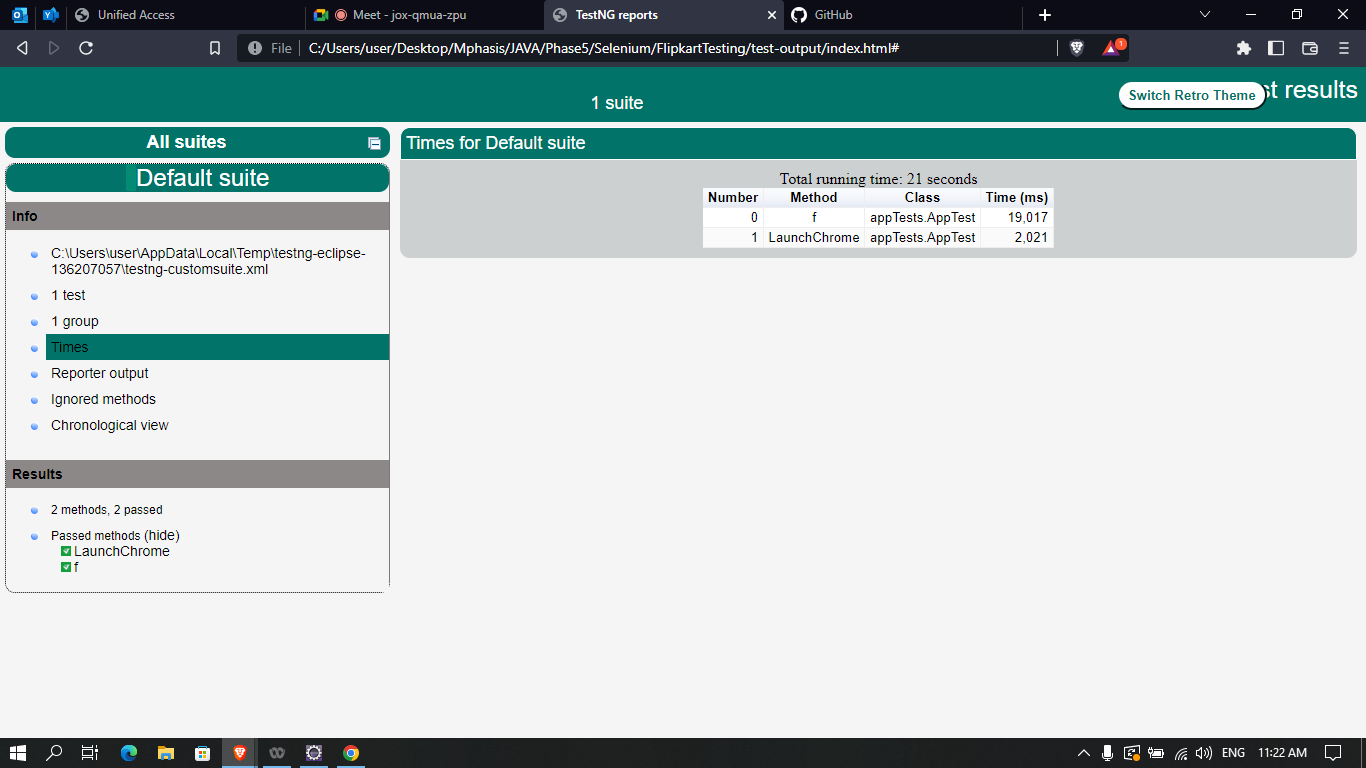 Unified Access
Meet - jox-qmua-zpu
TestNG reports
GitHub
File
C:/Users/user/Desktop/Mphasis/JAVA/Phase5/Selenium/FlipkartTesting/test-output/index.html#
1
st results
Switch Retro Theme
1 suite
All suites
Default suite
Info
C:\Users\user\AppData\Local\Temp\testng-eclipse-
136207057\testng-customsuite.xml
1 test
1 group
Times
Reporter output
Ignored methods
Chronological view
Results
2 methods, 2 passed
Passed methods (hide)
LaunchChrome
f
Times for Default suite
Total running time: 21 seconds
Number Method Class Time (ms)
0 f appTests.AppTest 19,017
1 LaunchChrome appTests.AppTest 2,021
ENG 11:22 AM